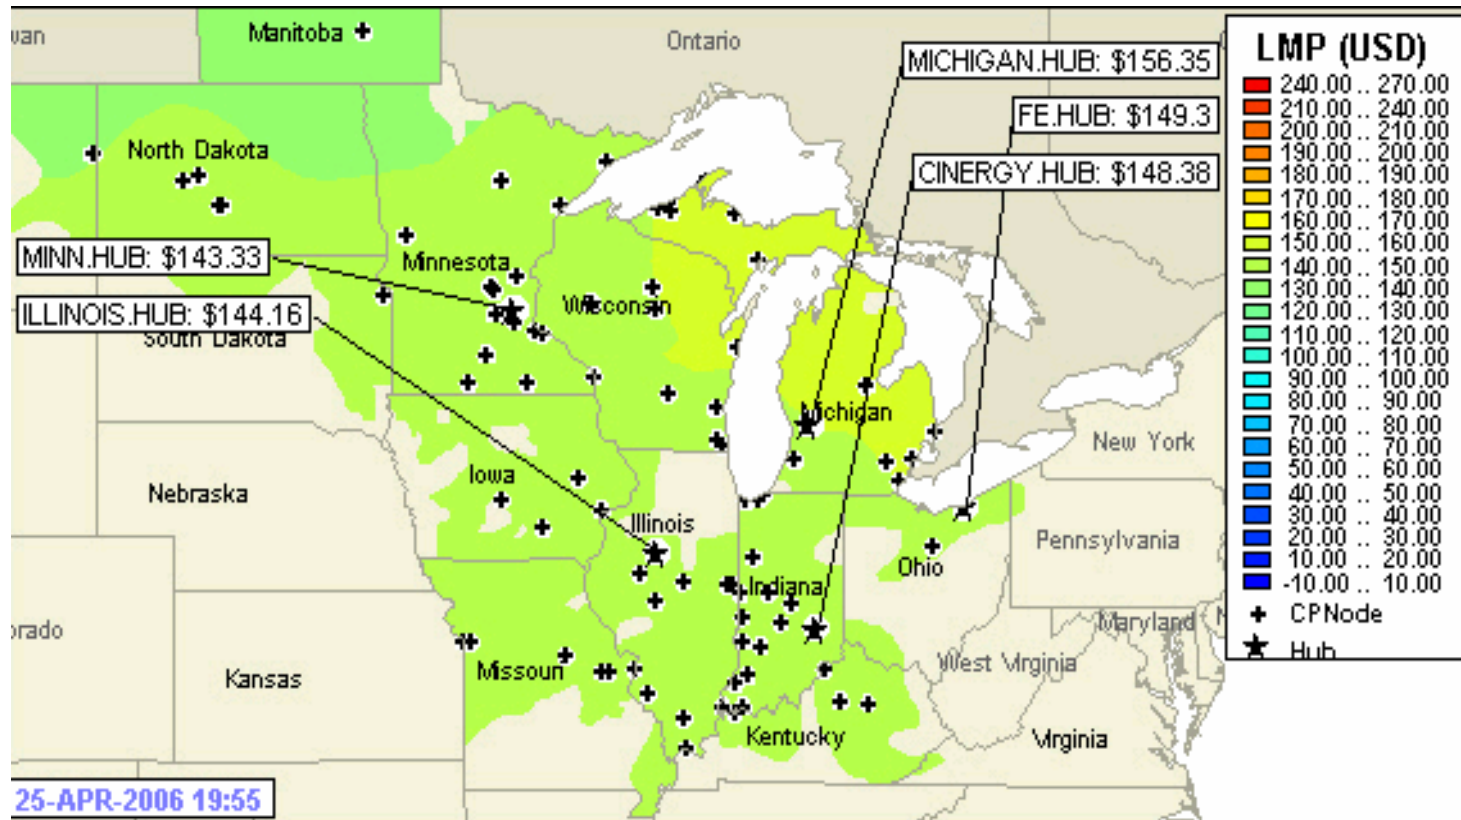 uan
Manitoba
Ontario
MICHIGAN.HUB: $156.35
FE.HUB: $149.3
CINERGY.HUB: $148.38
North Dakota
MINN.HUB: $143.33
Minnesota
ILLINOIS.HUB: $144.16
Wisconsin
South Dakota
Michigan
New York
Iowa
Nebraska
Illinois
Pennsylvania
Ohio
Indiana
orado
Maryland
West Virginia
Kansas
Missouri
Kentucky
Virginia
25-APR-2006 19:55
LMP (USD)
240.00 .. 270.00
210.00 .. 240.00
200.00 .. 210.00
190.00 .. 200.00
180.00 .. 190.00
170.00 .. 180.00
160.00 .. 170.00
150.00 .. 160.00
140.00 .. 150.00
130.00 .. 140.00
120.00 .. 130.00
110.00 .. 120.00
100.00 .. 110.00
90.00 .. 100.00
80.00 .. 90.00
70.00 .. 80.00
60.00 .. 70.00
50.00 .. 60.00
40.00 .. 50.00
30.00 .. 40.00
20.00 .. 30.00
10.00 .. 20.00
-10.00 .. 10.00
CPNode
Hub